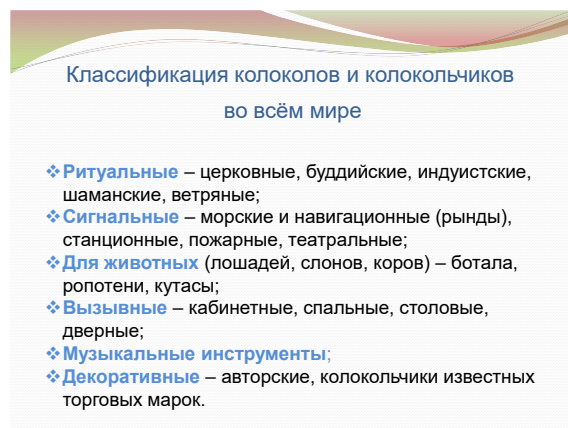 Классификация колоколов и колокольчиков
во всём мире
❖Ритуальные – церковные, буддийские, индуистские,
шаманские, ветряные;
❖Сигнальные – морские и навигационные (рынды),
станционные, пожарные, театральные;
❖Для животных (лошадей, слонов, коров) – ботала,
ропотени, кутасы;
❖Вызывные – кабинетные, спальные, столовые,
дверные;
❖Музыкальные инструменты;
❖Декоративные – авторские, колокольчики известных
торговых марок.